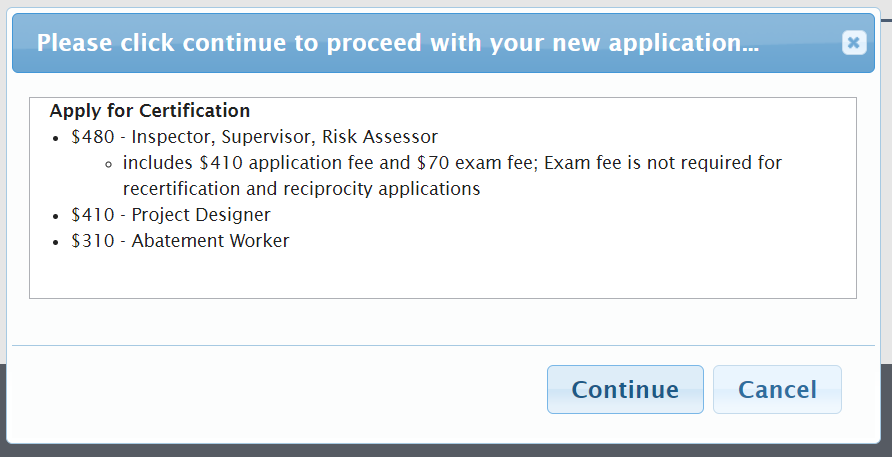 Please click continue to proceed with your new application...
Apply for Certification
• $480 - Inspector, Supervisor, Risk Assessor
◦ includes $410 application fee and $70 exam fee; Exam fee is not required for
recertification and reciprocity applications
• $410 - Project Designer
• $310 - Abatement Worker
Continue
Cancel